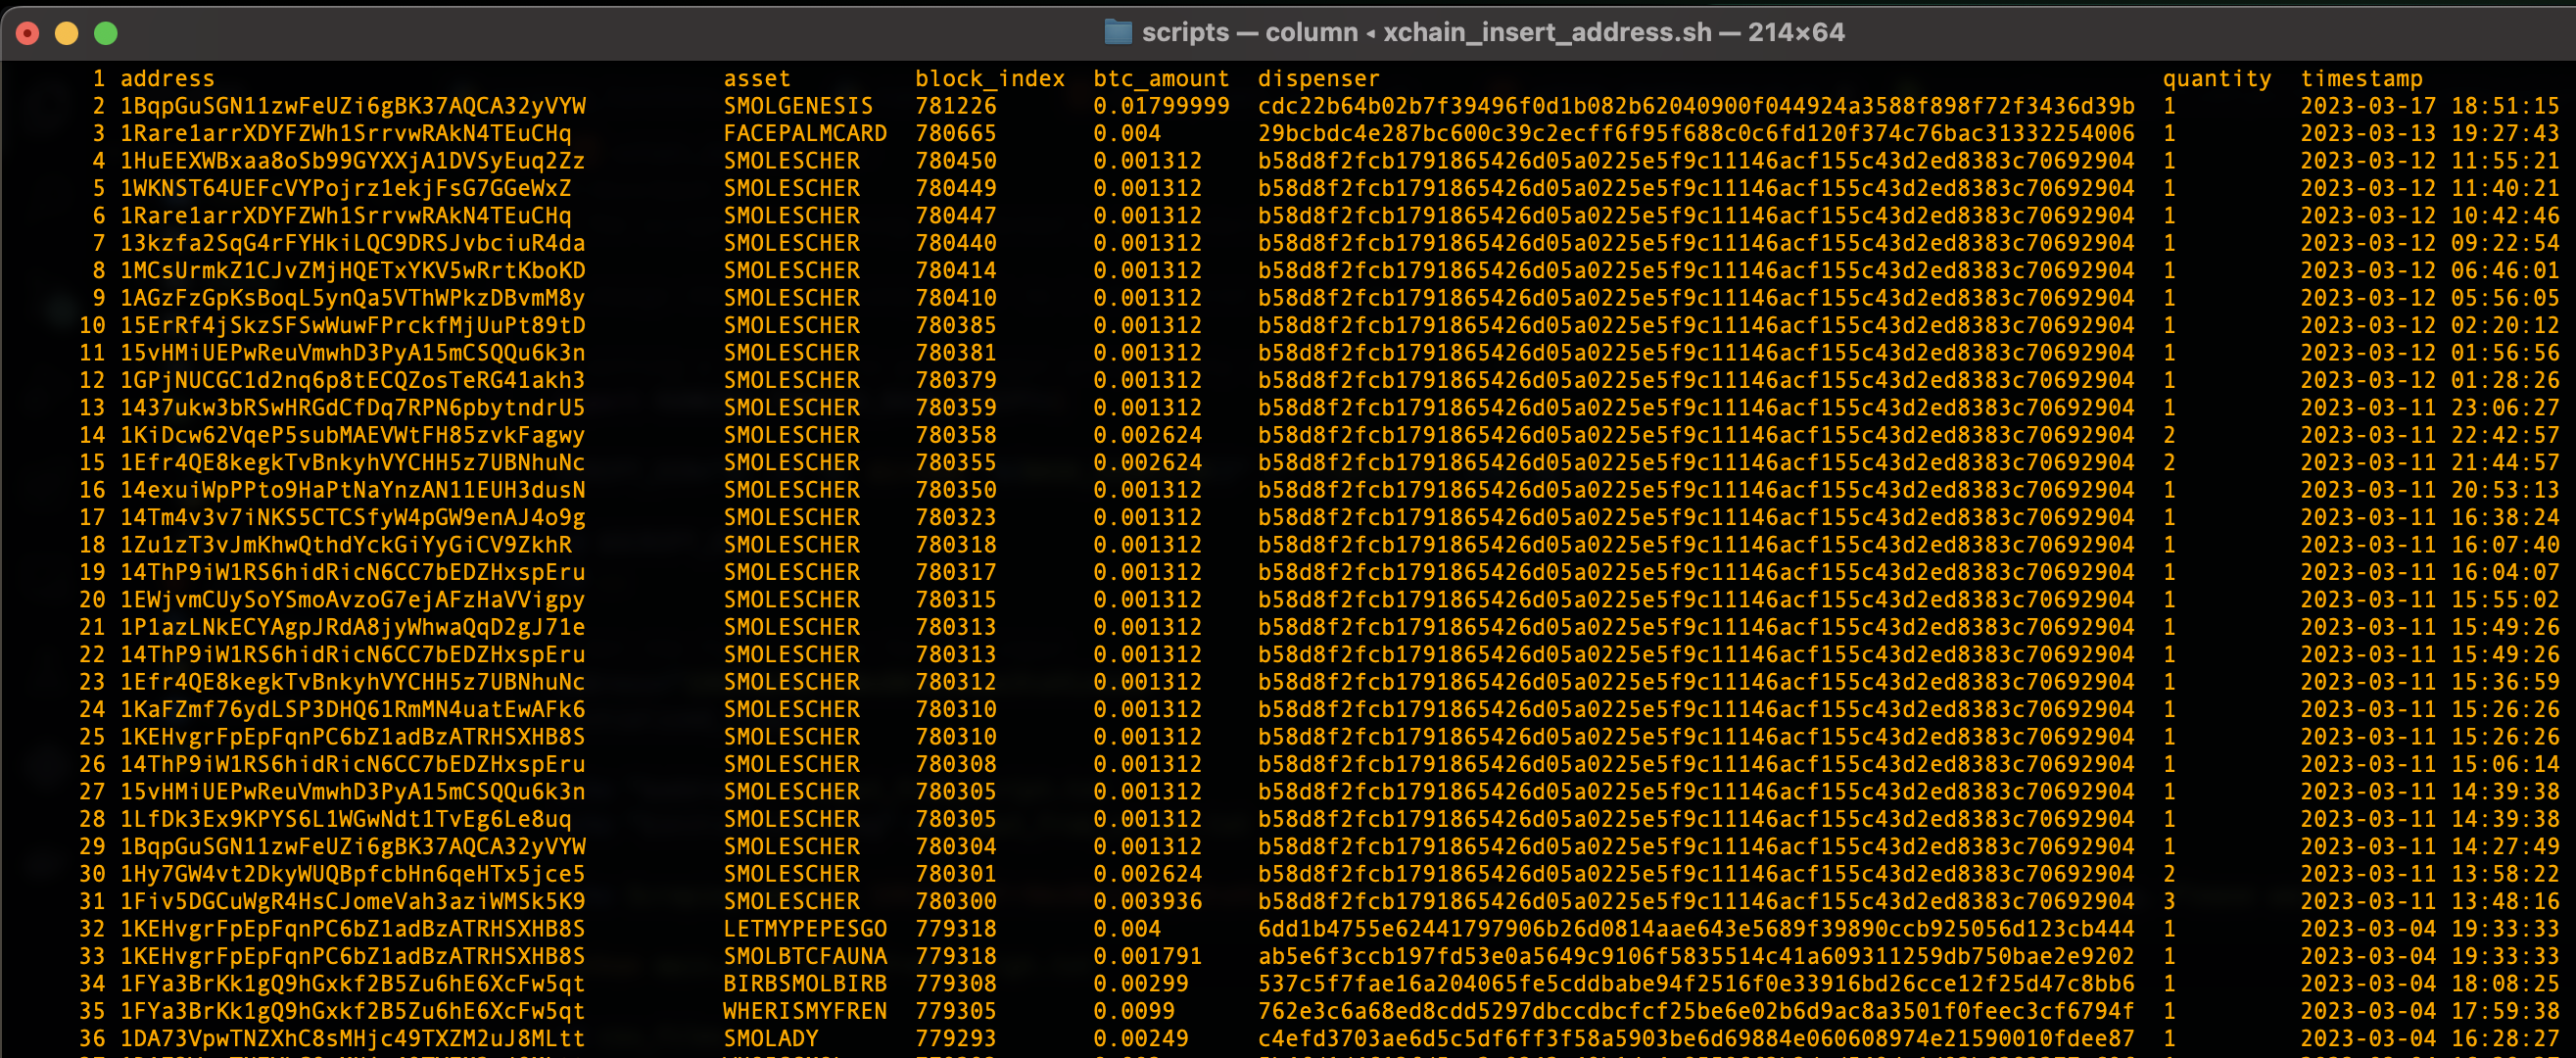 scripts — column ◂ xchain_insert_address.sh — 214×64
1 address asset block_index btc_amount dispenser quantity timestamp
2 1BqpGuSGN11zwFeUZi6gBK37AQCA32yVYW SMOLGENESIS 781226 0.01799999 cdc22b64b02b7f39496f0d1b082b62040900f044924a3588f898f72f3436d39b 1 2023-03-17 18:51:15
3 1Rare1arrXDYFZWh1SrrvwRAkN4TEuCHq FACEPALMCARD 780665 0.004 29bcbdc4e287bc600c39c2ecff6f95f688c0c6fd120f374c76bac31332254006 1 2023-03-13 19:27:43
4 1HuEEXWBxaa8oSb99GYXXjA1DVSyEuq2Zz SMOLESCHER 780450 0.001312 b58d8f2fcb1791865426d05a0225e5f9c11146acf155c43d2ed8383c70692904 1 2023-03-12 11:55:21
5 1WKNST64UEFcVYPojrz1ekjFsG7GGeWxZ SMOLESCHER 780449 0.001312 b58d8f2fcb1791865426d05a0225e5f9c11146acf155c43d2ed8383c70692904 1 2023-03-12 11:40:21
6 1Rare1arrXDYFZWh1SrrvwRAkN4TEuCHq SMOLESCHER 780447 0.001312 b58d8f2fcb1791865426d05a0225e5f9c11146acf155c43d2ed8383c70692904 1 2023-03-12 10:42:46
7 13kzfa2SqG4rFYHkiLQC9DRSJvbciuR4da SMOLESCHER 780440 0.001312 b58d8f2fcb1791865426d05a0225e5f9c11146acf155c43d2ed8383c70692904 1 2023-03-12 09:22:54
8 1MCsUrmkZ1CJvZMjHQETxYKV5wRrtKboKD SMOLESCHER 780414 0.001312 b58d8f2fcb1791865426d05a0225e5f9c11146acf155c43d2ed8383c70692904 1 2023-03-12 06:46:01
9 1AGzFzGpKsBoqL5ynQa5VThWPkzDBvmM8y SMOLESCHER 780410 0.001312 b58d8f2fcb1791865426d05a0225e5f9c11146acf155c43d2ed8383c70692904 1 2023-03-12 05:56:05
10 15ErRf4jSkzSFSwWuwFPrckfMjUuPt89tD SMOLESCHER 780385 0.001312 b58d8f2fcb1791865426d05a0225e5f9c11146acf155c43d2ed8383c70692904 1 2023-03-12 02:20:12
11 15vHMiUEPwReuVmwhD3PyA15mCSQQu6k3n SMOLESCHER 780381 0.001312 b58d8f2fcb1791865426d05a0225e5f9c11146acf155c43d2ed8383c70692904 1 2023-03-12 01:56:56
12 1GPjNUCGC1d2nq6p8tECQZosTeRG41akh3 SMOLESCHER 780379 0.001312 b58d8f2fcb1791865426d05a0225e5f9c11146acf155c43d2ed8383c70692904 1 2023-03-12 01:28:26
13 1437ukw3bRSwHRGdCfDq7RPN6pbytndrU5 SMOLESCHER 780359 0.001312 b58d8f2fcb1791865426d05a0225e5f9c11146acf155c43d2ed8383c70692904 1 2023-03-11 23:06:27
14 1KiDcw62VqeP5subMAEVWtFH85zvkFagwy SMOLESCHER 780358 0.002624 b58d8f2fcb1791865426d05a0225e5f9c11146acf155c43d2ed8383c70692904 2 2023-03-11 22:42:57
15 1Efr4QE8kegkTvBnkyhVYCHH5z7UBNhuNc SMOLESCHER 780355 0.002624 b58d8f2fcb1791865426d05a0225e5f9c11146acf155c43d2ed8383c70692904 2 2023-03-11 21:44:57
16 14exuiWpPPto9HaPtNaYnzAN11EUH3dusN SMOLESCHER 780350 0.001312 b58d8f2fcb1791865426d05a0225e5f9c11146acf155c43d2ed8383c70692904 1 2023-03-11 20:53:13
17 14Tm4v3v7iNKS5CTCSfyW4pGW9enAJ4o9g SMOLESCHER 780323 0.001312 b58d8f2fcb1791865426d05a0225e5f9c11146acf155c43d2ed8383c70692904 1 2023-03-11 16:38:24
18 1Zu1zT3vJmKhwQthdYckGiYyGiCV9ZkhR SMOLESCHER 780318 0.001312 b58d8f2fcb1791865426d05a0225e5f9c11146acf155c43d2ed8383c70692904 1 2023-03-11 16:07:40
19 14ThP9iW1RS6hidRicN6CC7bEDZHxspEru SMOLESCHER 780317 0.001312 b58d8f2fcb1791865426d05a0225e5f9c11146acf155c43d2ed8383c70692904 1 2023-03-11 16:04:07
20 1EWjvmCUySoYSmoAvzoG7ejAFzHaVVigpy SMOLESCHER 780315 0.001312 b58d8f2fcb1791865426d05a0225e5f9c11146acf155c43d2ed8383c70692904 1 2023-03-11 15:55:02
21 1P1azLNkECYAgpJRdA8jyWhwaQqD2gJ71e SMOLESCHER 780313 0.001312 b58d8f2fcb1791865426d05a0225e5f9c11146acf155c43d2ed8383c70692904 1 2023-03-11 15:49:26
22 14ThP9iW1RS6hidRicN6CC7bEDZHxspEru SMOLESCHER 780313 0.001312 b58d8f2fcb1791865426d05a0225e5f9c11146acf155c43d2ed8383c70692904 1 2023-03-11 15:49:26
23 1Efr4QE8kegkTvBnkyhVYCHH5z7UBNhuNc SMOLESCHER 780312 0.001312 b58d8f2fcb1791865426d05a0225e5f9c11146acf155c43d2ed8383c70692904 1 2023-03-11 15:36:59
24 1KaFZmf76ydLSP3DHQ61RmMN4uatEwAFk6 SMOLESCHER 780310 0.001312 b58d8f2fcb1791865426d05a0225e5f9c11146acf155c43d2ed8383c70692904 1 2023-03-11 15:26:26
25 1KEHvgrFpEpFqnPC6bZ1adBzATRHSXHB8S SMOLESCHER 780310 0.001312 b58d8f2fcb1791865426d05a0225e5f9c11146acf155c43d2ed8383c70692904 1 2023-03-11 15:26:26
26 14ThP9iW1RS6hidRicN6CC7bEDZHxspEru SMOLESCHER 780308 0.001312 b58d8f2fcb1791865426d05a0225e5f9c11146acf155c43d2ed8383c70692904 1 2023-03-11 15:06:14
27 15vHMiUEPwReuVmwhD3PyA15mCSQQu6k3n SMOLESCHER 780305 0.001312 b58d8f2fcb1791865426d05a0225e5f9c11146acf155c43d2ed8383c70692904 1 2023-03-11 14:39:38
28 1LfDk3Ex9KPYS6L1WGwNdt1TvEg6Le8uq SMOLESCHER 780305 0.001312 b58d8f2fcb1791865426d05a0225e5f9c11146acf155c43d2ed8383c70692904 1 2023-03-11 14:39:38
29 1BqpGuSGN11zwFeUZi6gBK37AQCA32yVYW SMOLESCHER 780304 0.001312 b58d8f2fcb1791865426d05a0225e5f9c11146acf155c43d2ed8383c70692904 1 2023-03-11 14:27:49
30 1Hy7GW4vt2DkyWUQBpfcbHn6qeHTx5jce5 SMOLESCHER 780301 0.002624 b58d8f2fcb1791865426d05a0225e5f9c11146acf155c43d2ed8383c70692904 2 2023-03-11 13:58:22
31 1Fiv5DGCuWgR4HsCJomeVah3aziWMSk5K9 SMOLESCHER 780300 0.003936 b58d8f2fcb1791865426d05a0225e5f9c11146acf155c43d2ed8383c70692904 3 2023-03-11 13:48:16
32 1KEHvgrFpEpFqnPC6bZ1adBzATRHSXHB8S LETMYPEPESGO 779318 0.004 6dd1b4755e62441797906b26d0814aae643e5689f39890ccb925056d123cb444 1 2023-03-04 19:33:33
33 1KEHvgrFpEpFqnPC6bZ1adBzATRHSXHB8S SMOLBTCFAUNA 779318 0.001791 ab5e6f3ccb197fd53e0a5649c9106f5835514c41a609311259db750bae2e9202 1 2023-03-04 19:33:33
34 1FYa3BrKk1gQ9hGxkf2B5Zu6hE6XcFw5qt BIRBSMOLBIRB 779308 0.00299 537c5f7fae16a204065fe5cddbabe94f2516f0e33916bd26cce12f25d47c8bb6 1 2023-03-04 18:08:25
35 1FYa3BrKk1gQ9hGxkf2B5Zu6hE6XcFw5qt WHERISMYFREN 779305 0.0099 762e3c6a68ed8cdd5297dbccdbcfcf25be6e02b6d9ac8a3501f0feec3cf6794f 1 2023-03-04 17:59:38
36 1DA73VpwTNZXhC8sMHjc49TXZM2uJ8MLtt SMOLADY 779293 0.00249 c4efd3703ae6d5c5df6ff3f58a5903be6d69884e060608974e21590010fdee87 1 2023-03-04 16:28:27